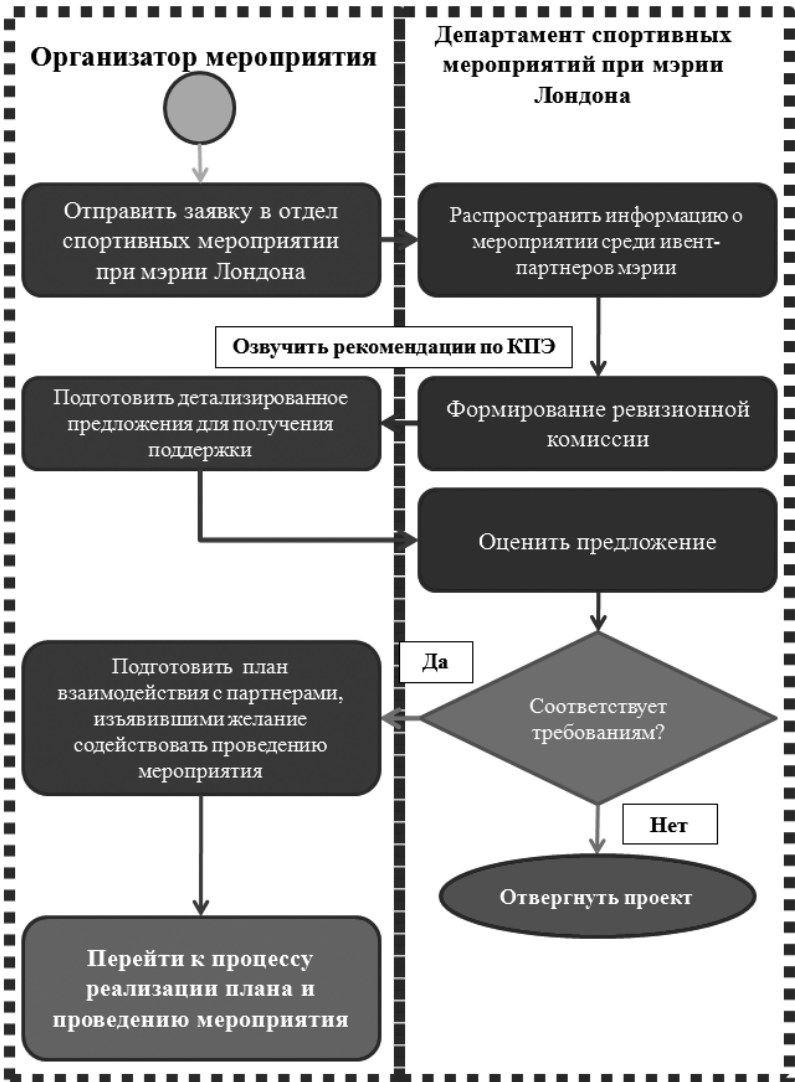 Организатор мероприятия
Департамент спортивных
мероприятий при мэрии
Лондона
Отправить заявку в отдел
спортивных мероприятии
при мэрии Лондона
Распространить информацию о
мероприятии среди ивент-
партнеров мэрии
Озвучить рекомендации по КПЭ
Подготовить детализированное
предложения для получения
поддержки
Формирование ревизионной
комиссии
Оценить предложение
Да
Подготовить план
взаимодействия с партнерами,
изъявившими желание
содействовать проведению
мероприятия
Соответствует
требованиям?
Нет
Отвергнуть проект
Перейти к процессу
реализации плана и
проведению мероприятия